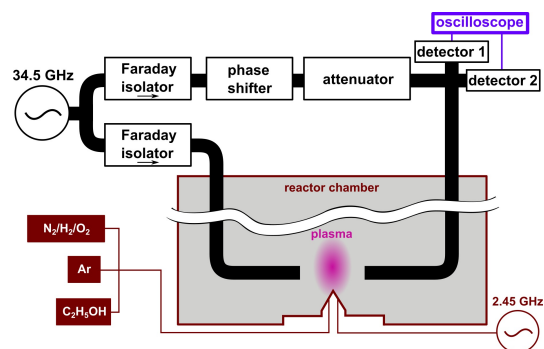 oscilloscope
detector 1
34.5 GHz
Faraday
isolator
phase
shifter
attenuator
detector 2
Faraday
isolator
reactor chamber
plasma
N₂/H₂/O₂
Ar
C₂H₅OH
2.45 GHz